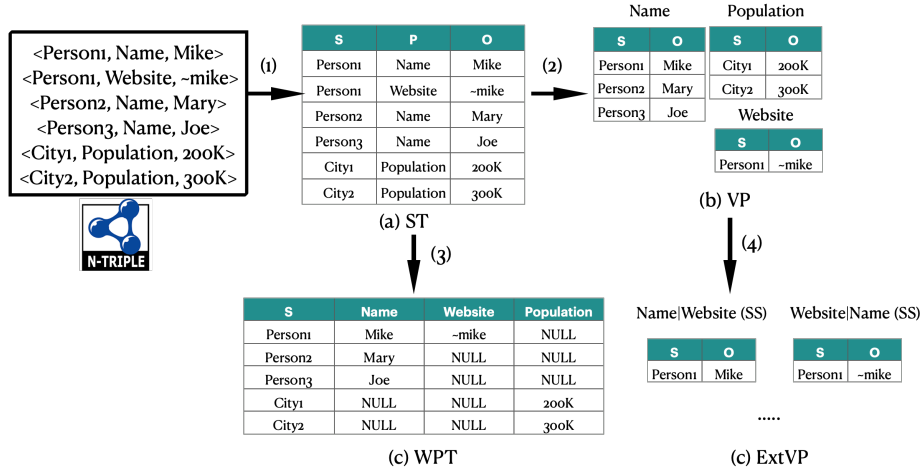 <Person1, Name, Mike>
<Person1, Website, ~mike>
<Person2, Name, Mary>
<Person3, Name, Joe>
<City1, Population, 200K>
<City2, Population, 300K>
N-TRIPLE
(1)
S P O
Person1 Name Mike
Person1 Website ~mike
Person2 Name Mary
Person3 Name Joe
City1 Population 200K
City2 Population 300K
(a) ST
(2)
Name
S O
Person1 Mike
Person2 Mary
Person3 Joe
Population
S O
City1 200K
City2 300K
Website
S O
Person1 ~mike
(b) VP
(3)
S Name Website Population
Person1 Mike ~mike NULL
Person2 Mary NULL NULL
Person3 Joe NULL NULL
City1 NULL NULL 200K
City2 NULL NULL 300K
(c) WPT
(4)
Name|Website (SS)
S O
Person1 Mike
Website|Name (SS)
S O
Person1 ~mike
.....
(c) ExtVP